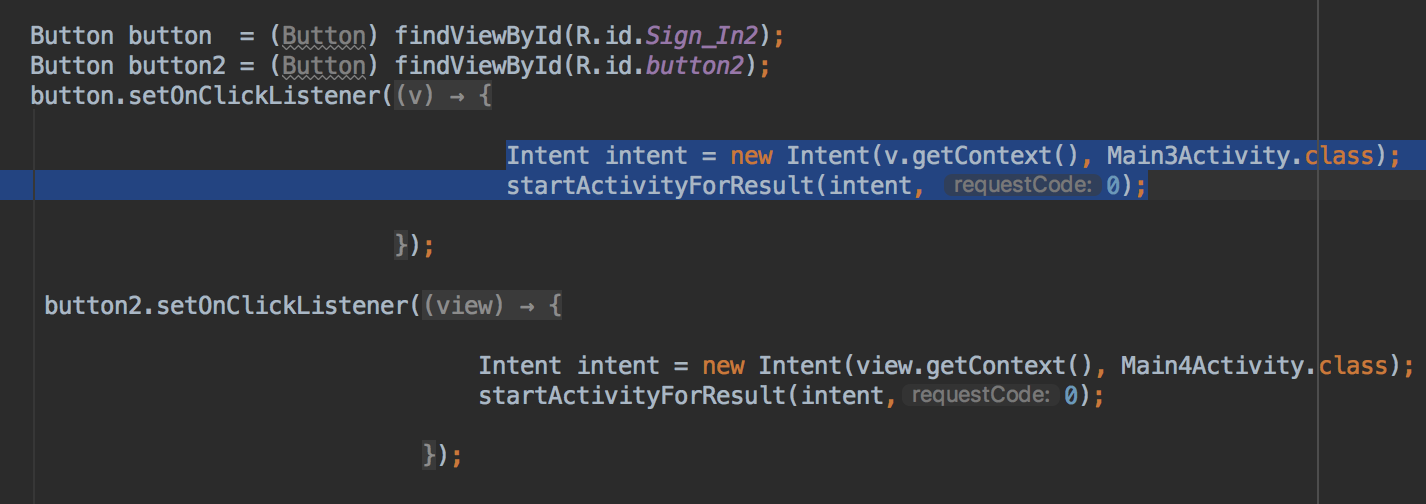 Button button  = (Button) findViewById(R.id.Sign_In2);
Button button2 = (Button) findViewById(R.id.button2);
button.setOnClickListener((v) → {
Intent intent = new Intent(v.getContext(), Main3Activity.class);
startActivityForResult(intent, requestCode: 0);
});
button2.setOnClickListener((view) → {
Intent intent = new Intent(view.getContext(), Main4Activity.class);
startActivityForResult(intent, requestCode: 0);
});